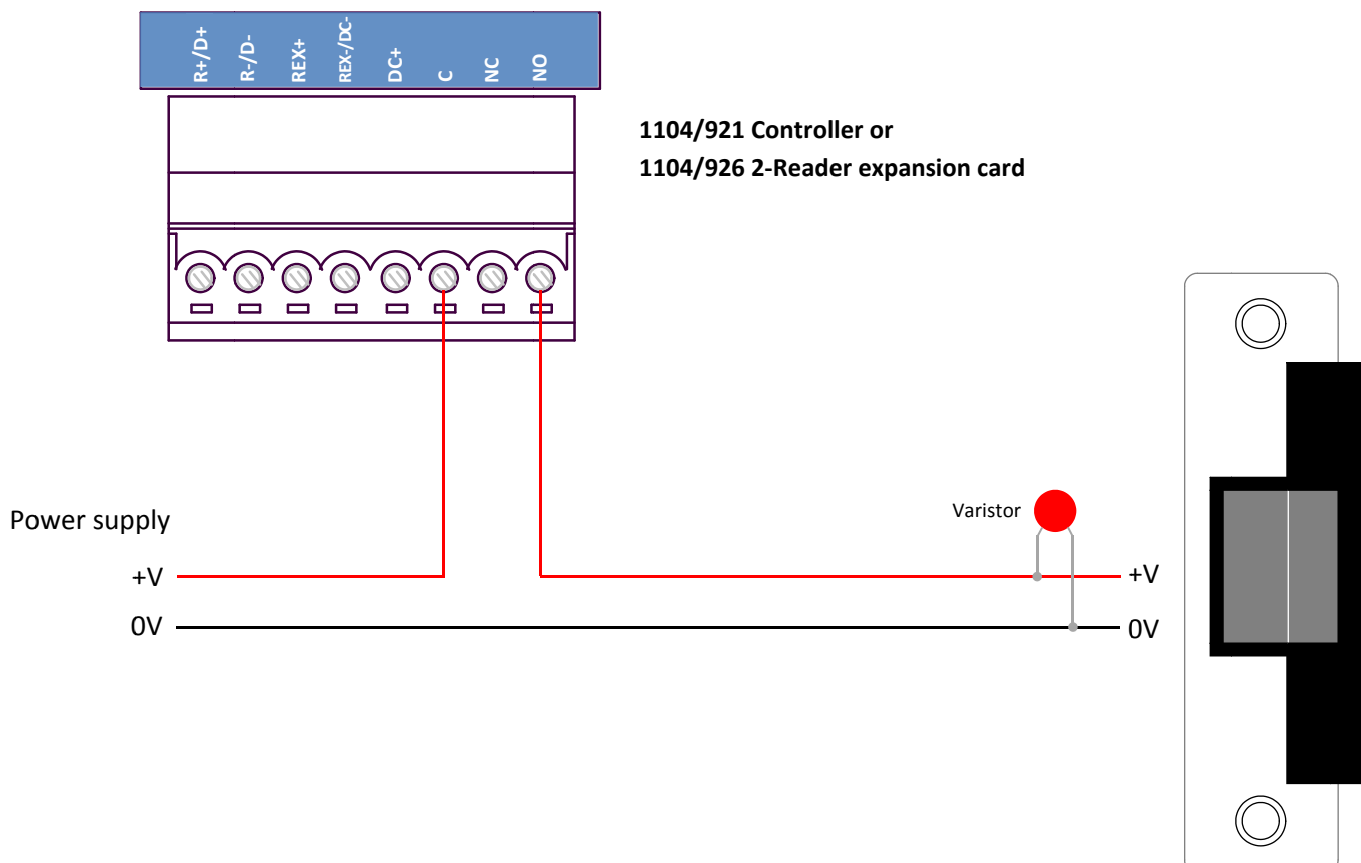 R+/D+
R-/D-
REX+
REX-/DC-
DC+
C
NC
NO
1104/921 Controller or
1104/926 2-Reader expansion card
Varistor
Power supply
+V
+V
0V
0V